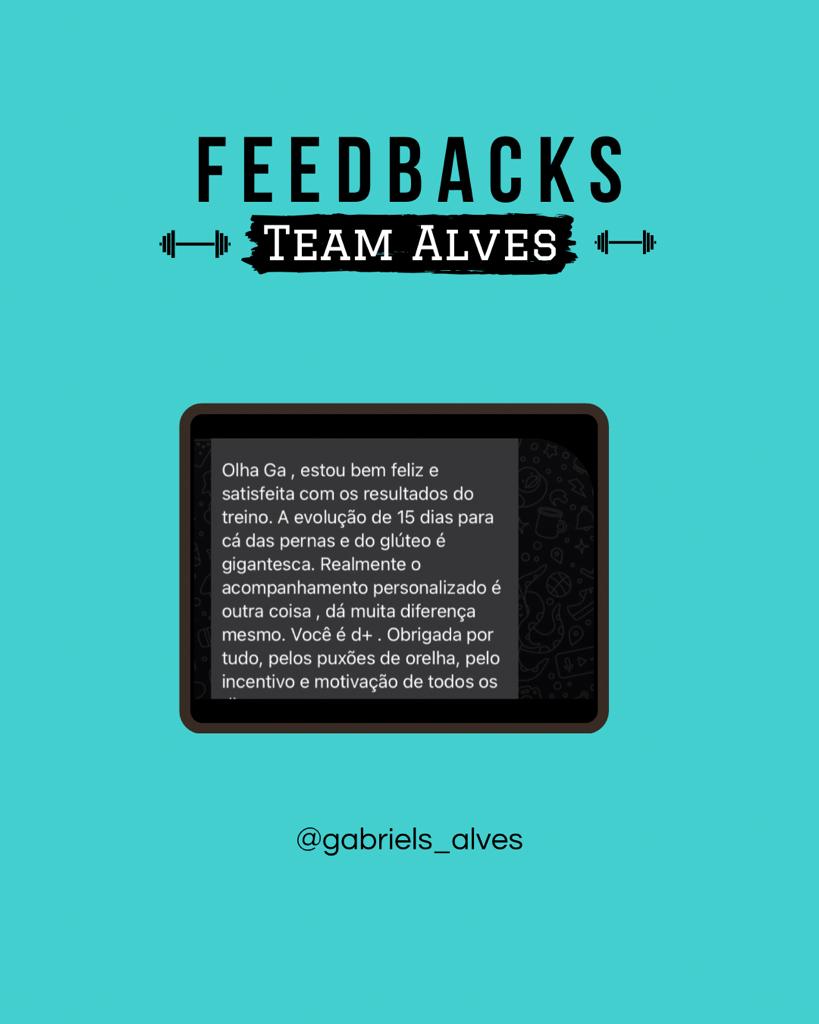 FEEDBACKS
TEAM ALVES
Olha Ga , estou bem feliz e
satisfeita com os resultados do
treino. A evolução de 15 dias para
cá das pernas e do glúteo é
gigantesca. Realmente o
acompanhamento personalizado é
outra coisa , dá muita diferença
mesmo. Você é d+ . Obrigada por
tudo, pelos puxões de orelha, pelo
incentivo e motivação de todos os
@gabriels_alves